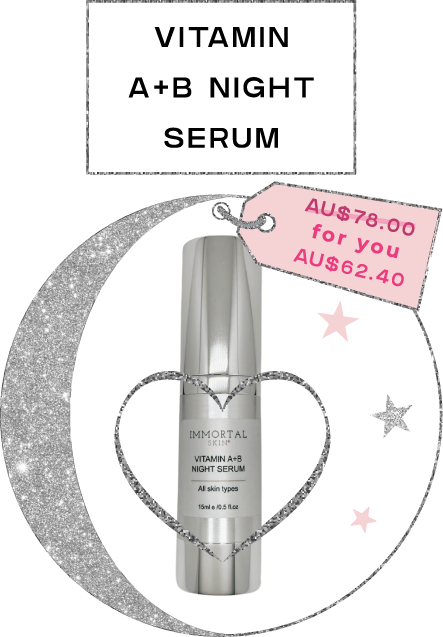 VITAMIN
A+B NIGHT
SERUM
AU$78.00
for you
AU$62.40
IMMORTAL
SKIN®
VITAMIN A+B
NIGHT SERUM
All skin types
15ml e /0.5 fl.oz